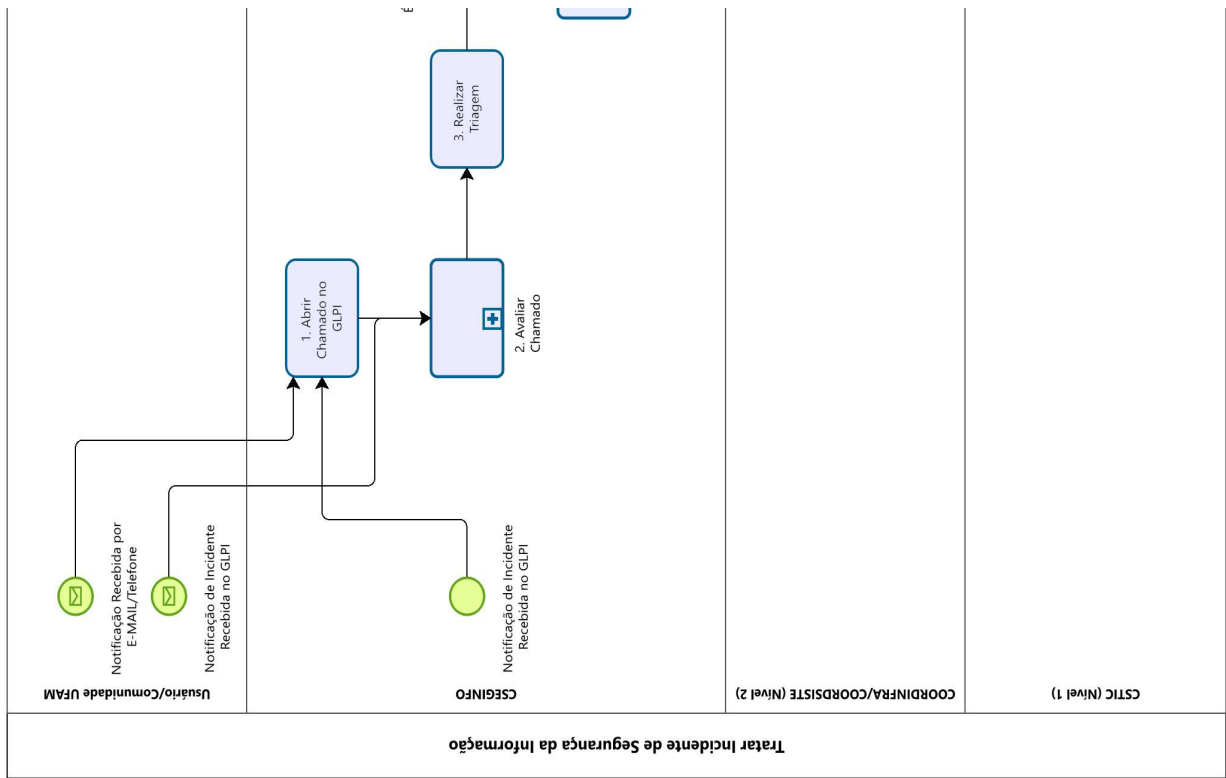 Tratar Incidente de Segurança da Informação
Usuário/Comunidade UFAM
Notificação Recebida por
E-MAIL/Telefone
Notificação de Incidente
Recebida no GLPI
CSEGINFO
Notificação de Incidente
Recebida no GLPI
1. Abrir
Chamado no
GLPI
2. Avaliar
Chamado
3. Realizar
Triagem
COORDINFRA/COORDSISTE (Nível 2)
CSTIC (Nível 1)